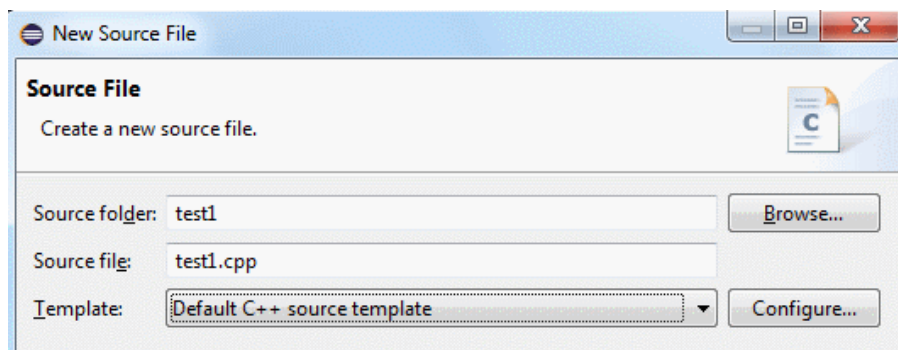 New Source File
Source File
Create a new source file.
C
Source folder: test1 Browse...
Source file: test1.cpp
Template: Default C++ source template Configure...